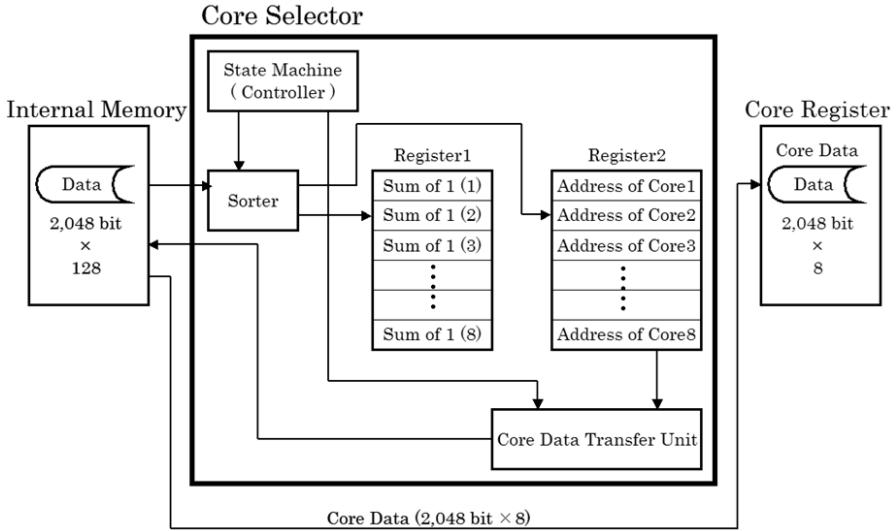 Core Selector
State Machine
( Controller )
Internal Memory
Data
2,048 bit
×
128
Sorter
Register1
Sum of 1 (1)
Sum of 1 (2)
Sum of 1 (3)
Sum of 1 (8)
Register2
Address of Core1
Address of Core2
Address of Core3
Address of Core8
Core Data Transfer Unit
Core Register
Core Data
Data
2,048 bit
×
8
Core Data (2,048 bit × 8)